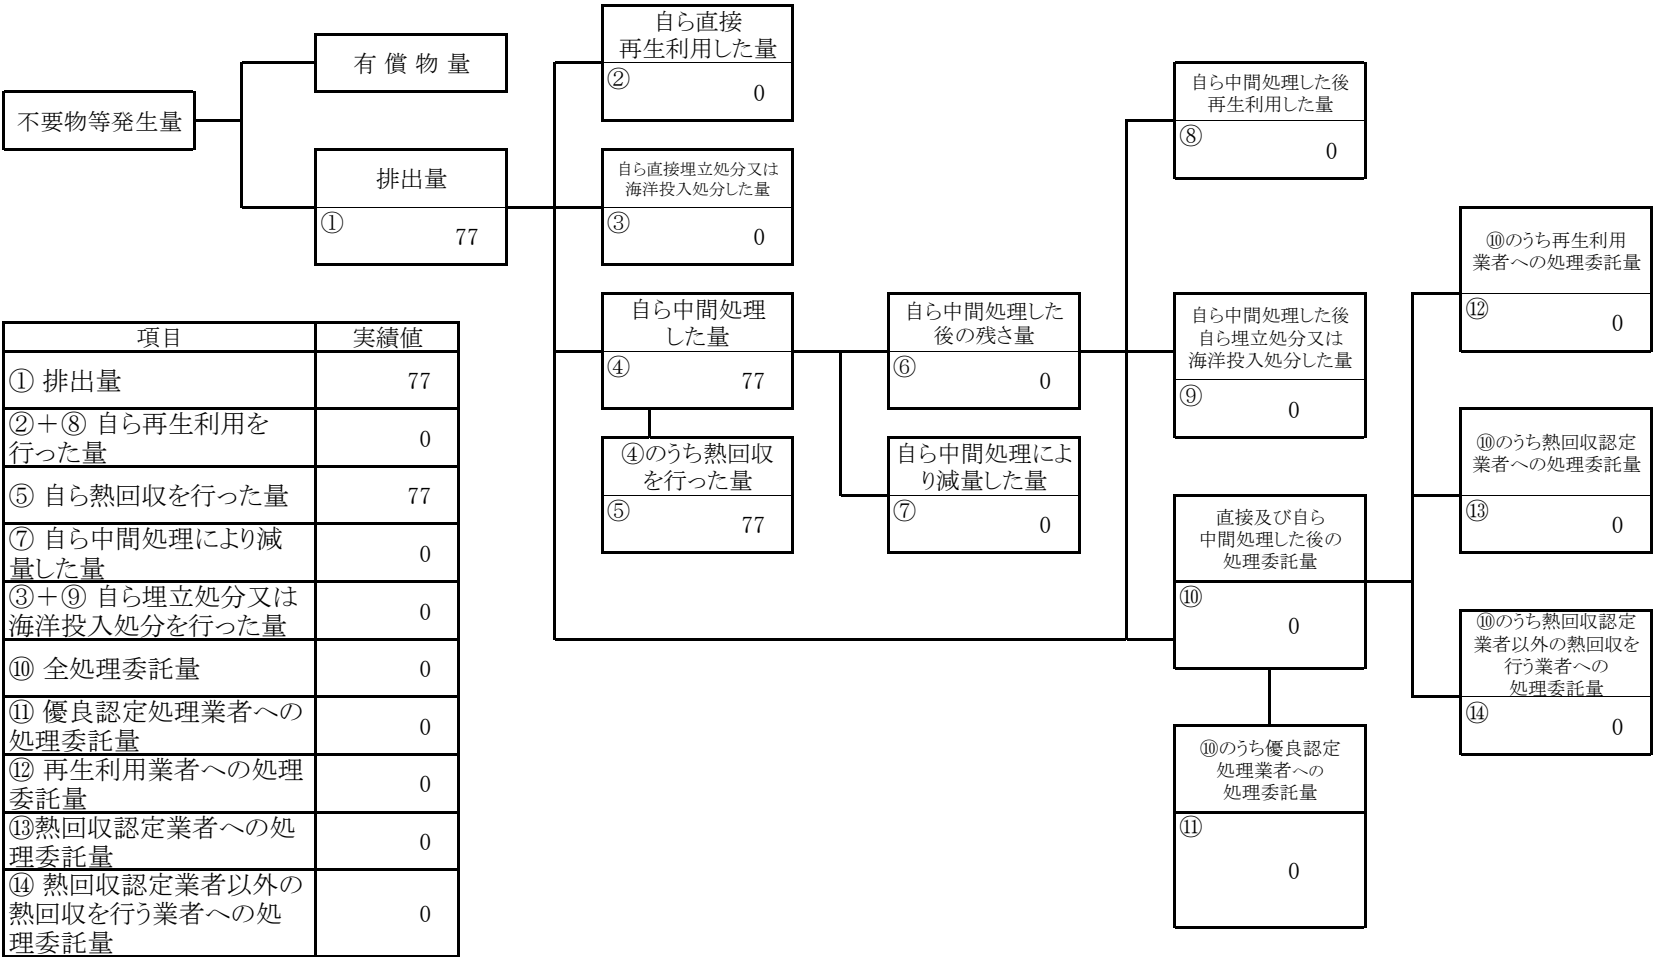 不要物等発生量
有 償 物 量
排出量
①
77
自ら直接
再生利用した量
②
0
自ら直接埋立処分又は
海洋投入処分した量
③
0
自ら中間処理
した量
④
77
④のうち熱回収
を行った量
⑤
77
自ら中間処理した
後の残さ量
⑥
0
自ら中間処理によ
り減量した量
⑦
0
自ら中間処理した後
再生利用した量
⑧
0
自ら中間処理した後
自ら埋立処分又は
海洋投入処分した量
⑨
0
直接及び自ら
中間処理した後の
処理委託量
⑩
0
⑩のうち優良認定
処理業者への
処理委託量
⑪
0
⑩のうち再生利用
業者への処理委託量
⑫
0
⑩のうち熱回収認定
業者への処理委託量
⑬
0
⑩のうち熱回収認定
業者以外の熱回収を
行う業者への
処理委託量
⑭
0
項目 実績値
① 排出量 77
②＋⑧ 自ら再生利用を
行った量 0
⑤ 自ら熱回収を行った量 77
⑦ 自ら中間処理により減
量した量 0
③＋⑨ 自ら埋立処分又は
海洋投入処分を行った量 0
⑩ 全処理委託量 0
⑪ 優良認定処理業者への
処理委託量 0
⑫ 再生利用業者への処理
委託量 0
⑬熱回収認定業者への処
理委託量 0
⑭ 熱回収認定業者以外の
熱回収を行う業者への処
理委託量 0